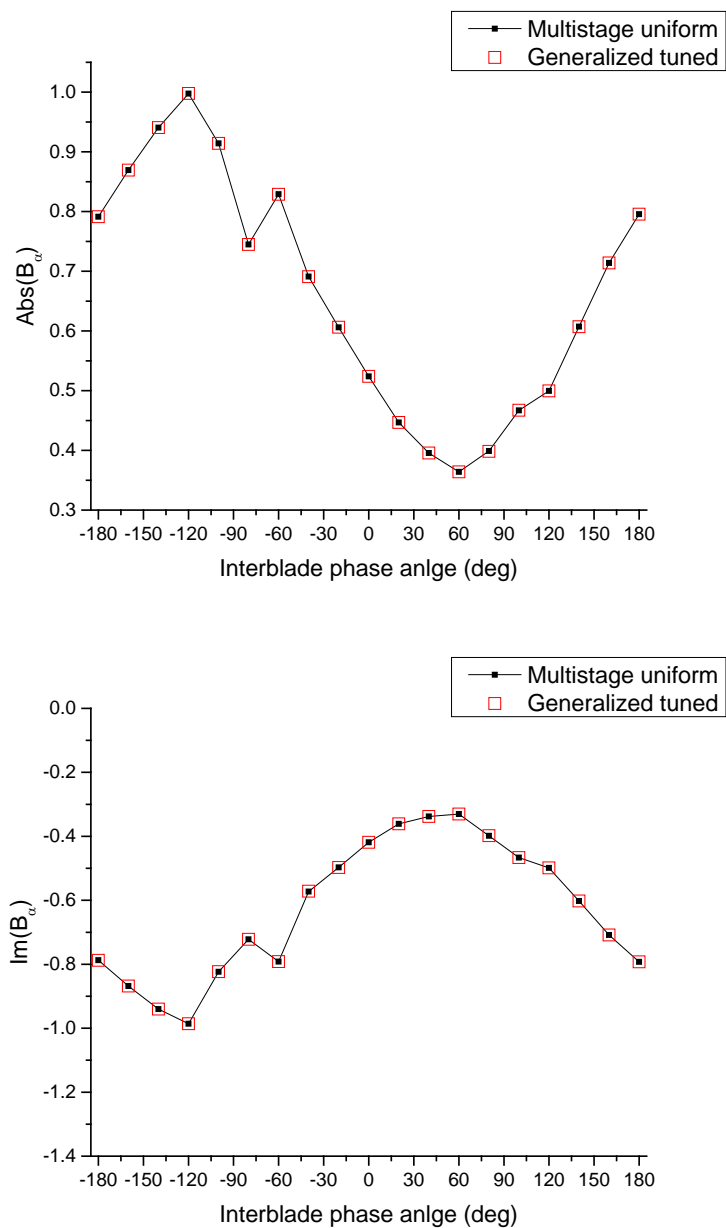 Multistage uniform
Generalized tuned
1.0
0.9
0.8
0.7
0.6
0.5
0.4
0.3
Abs(Bα)
-180 -150 -120 -90 -60 -30 0 30 60 90 120 150 180
Interblade phase anlge (deg)
Multistage uniform
Generalized tuned
0.0
-0.2
-0.4
-0.6
-0.8
-1.0
-1.2
-1.4
Im(Bα)
-180 -150 -120 -90 -60 -30 0 30 60 90 120 150 180
Interblade phase anlge (deg)